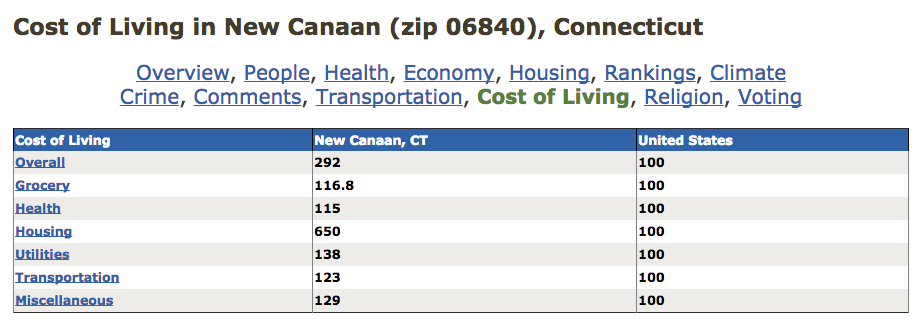 Cost of Living in New Canaan (zip 06840), Connecticut
Overview, People, Health, Economy, Housing, Rankings, Climate
Crime, Comments, Transportation, Cost of Living, Religion, Voting
Cost of Living New Canaan, CT United States
Overall 292 100
Grocery 116.8 100
Health 115 100
Housing 650 100
Utilities 138 100
Transportation 123 100
Miscellaneous 129 100